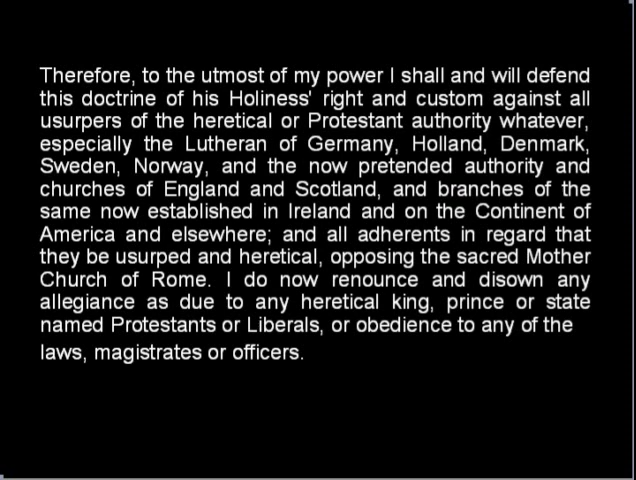 Therefore, to the utmost of my power I shall and will defend
this doctrine of his Holiness' right and custom against all
usurpers of the heretical or Protestant authority whatever,
especially the Lutheran of Germany, Holland, Denmark,
Sweden, Norway, and the now pretended authority and
churches of England and Scotland, and branches of the
same now established in Ireland and on the Continent of
America and elsewhere; and all adherents in regard that
they be usurped and heretical, opposing the sacred Mother
Church of Rome. I do now renounce and disown any
allegiance as due to any heretical king, prince or state
named Protestants or Liberals, or obedience to any of the
laws, magistrates or officers.